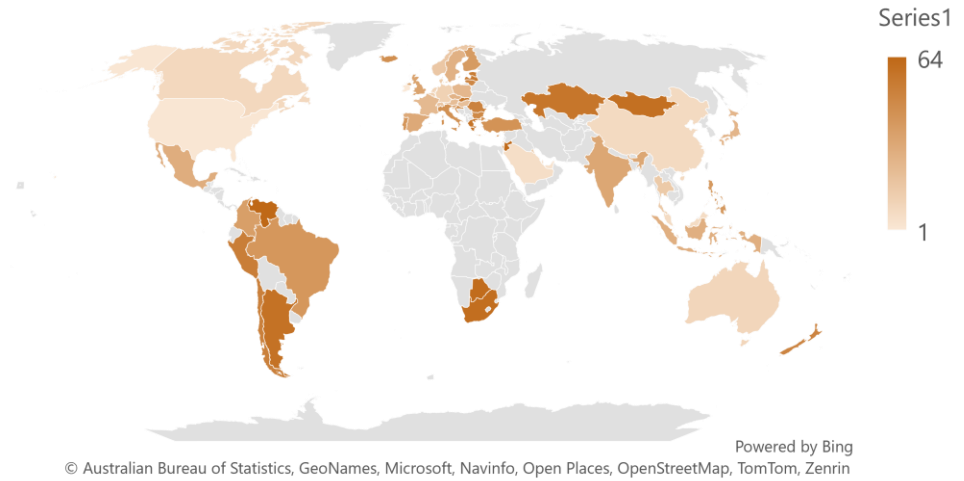 Series1
64
1
Powered by Bing
© Australian Bureau of Statistics, GeoNames, Microsoft, Navinfo, Open Places, OpenStreetMap, TomTom, Zenrin